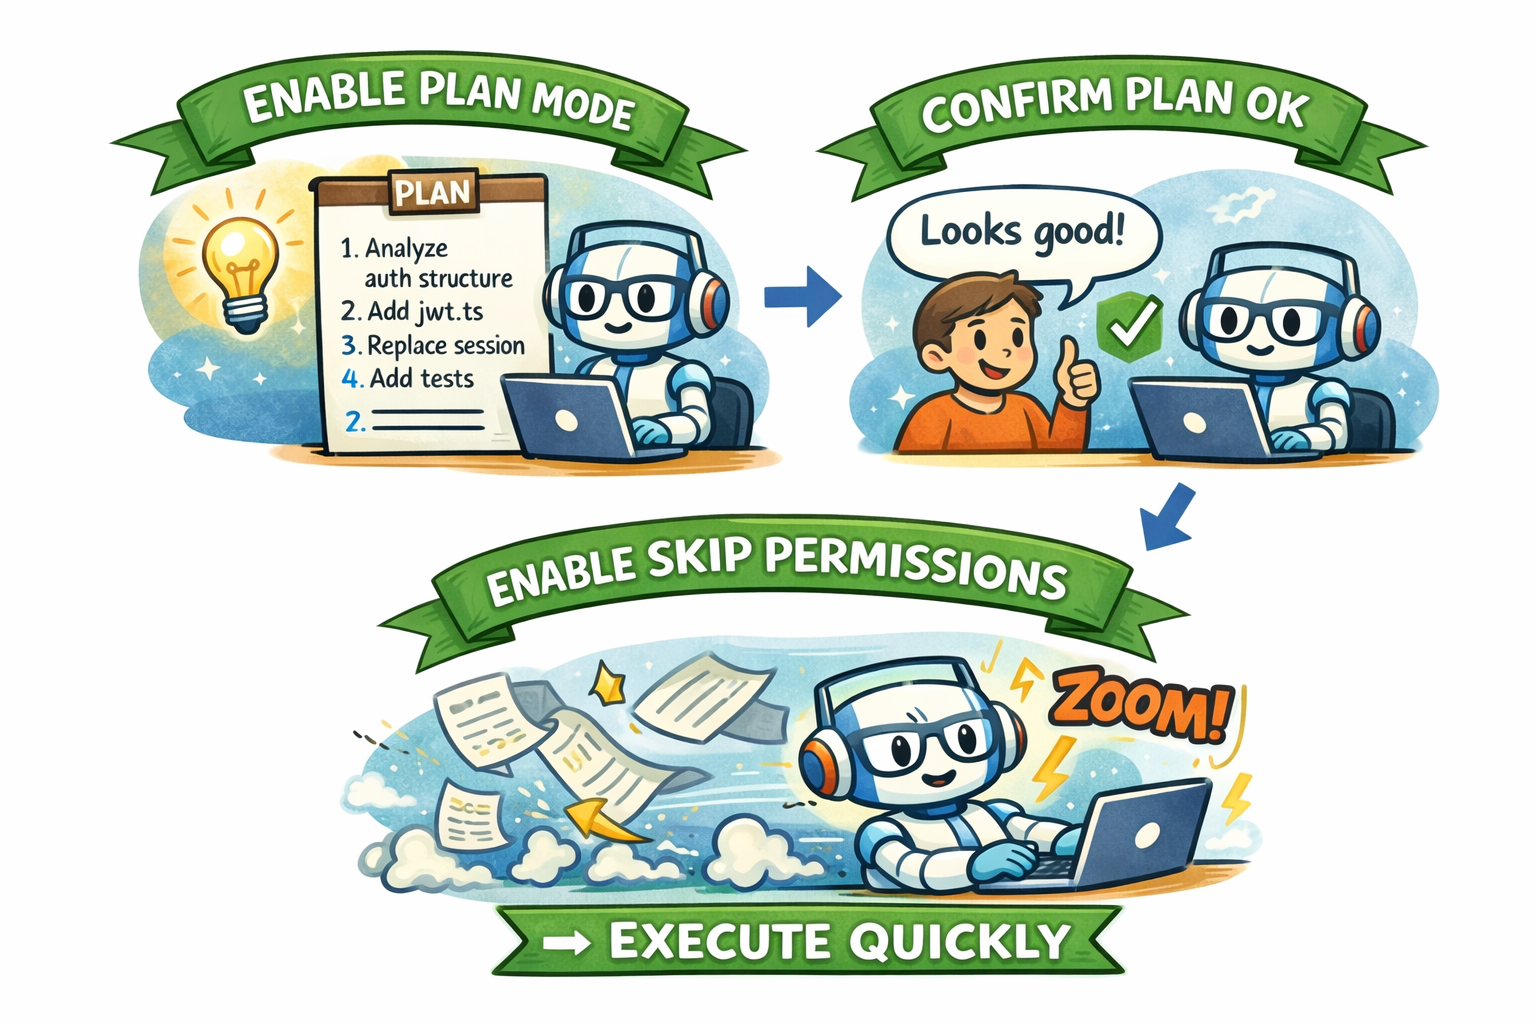 ENABLE PLAN MODE
PLAN
1. Analyze
auth structure
2. Add jwt.ts
3. Replace session
4. Add tests
2.
CONFIRM PLAN OK
Looks good!
ENABLE SKIP PERMISSIONS
ZOOM!
→ EXECUTE QUICKLY